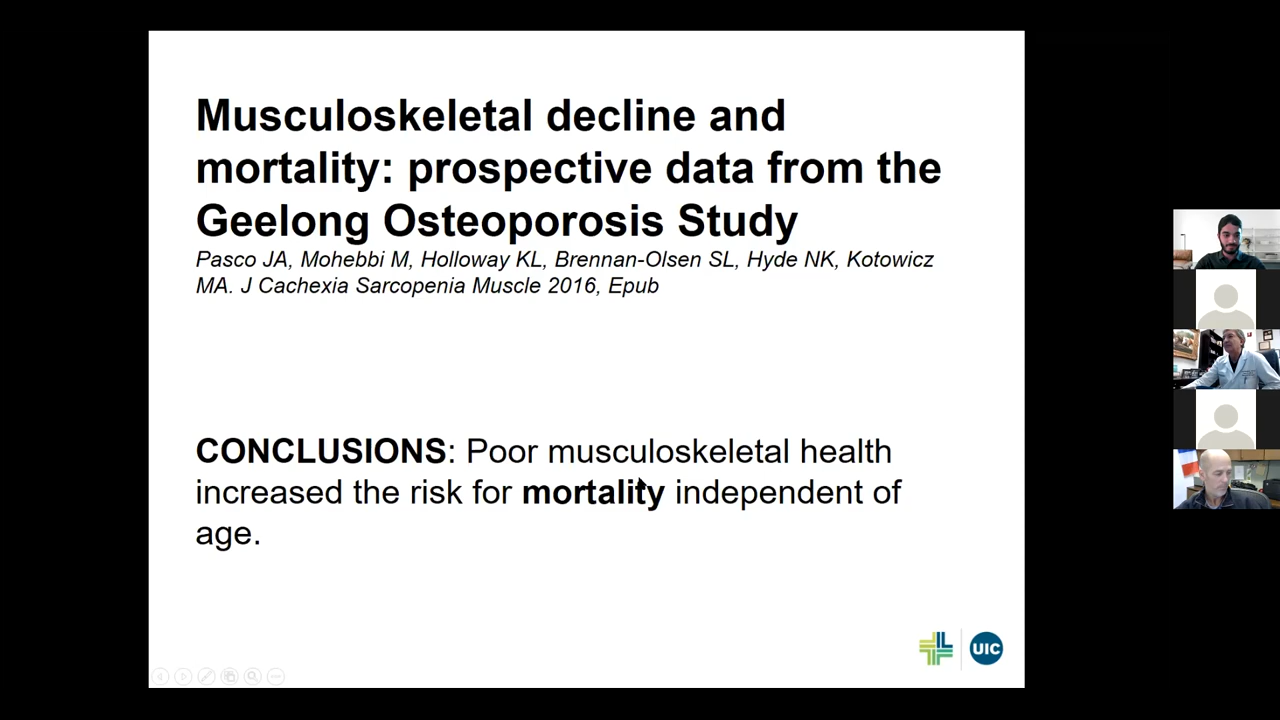 Musculoskeletal decline and
mortality: prospective data from the
Geelong Osteoporosis Study
Pasco JA, Mohebbi M, Holloway KL, Brennan-Olsen SL, Hyde NK, Kotowicz
MA. J Cachexia Sarcopenia Muscle 2016, Epub
CONCLUSIONS: Poor musculoskeletal health
increased the risk for mortality independent of
age.
UIC